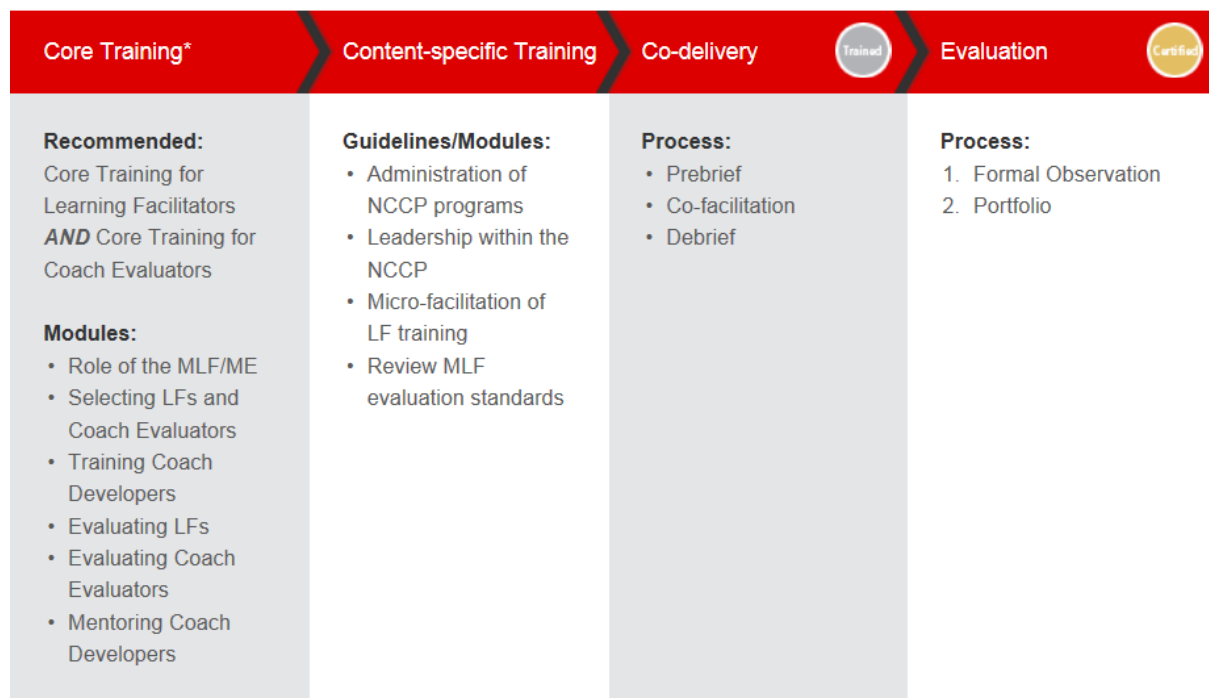 Core Training*
Content-specific Training
Co-delivery
Trained
Evaluation
Certified
Recommended:
Core Training for
Learning Facilitators
AND Core Training for
Coach Evaluators
Modules:
• Role of the MLF/ME
• Selecting LFs and
Coach Evaluators
• Training Coach
Developers
• Evaluating LFs
• Evaluating Coach
Evaluators
• Mentoring Coach
Developers
Guidelines/Modules:
• Administration of
NCCP programs
• Leadership within the
NCCP
• Micro-facilitation of
LF training
• Review MLF
evaluation standards
Process:
• Prebrief
• Co-facilitation
• Debrief
Process:
1. Formal Observation
2. Portfolio